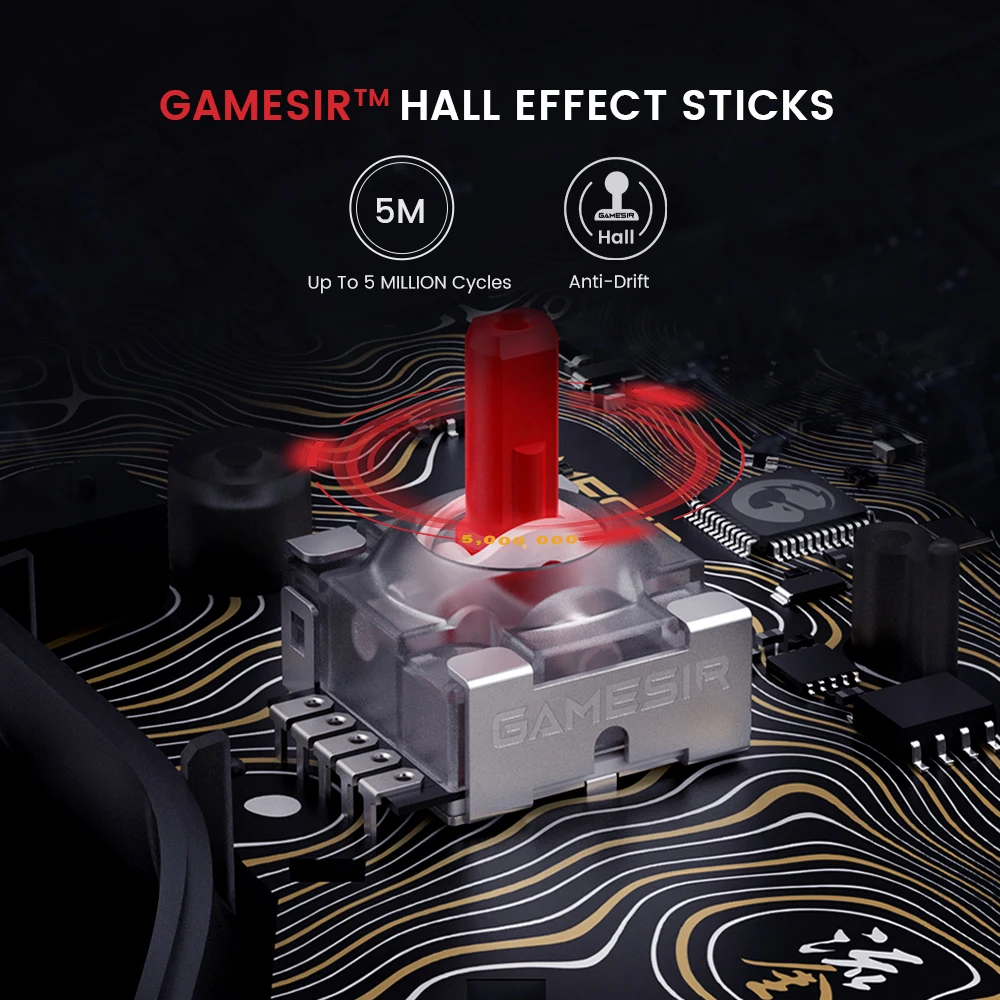 GAMESIR™ HALL EFFECT STICKS
5M
GAMESIR
Hall
Up To 5 MILLION Cycles
Anti-Drift
5,000,000
GAMESIR